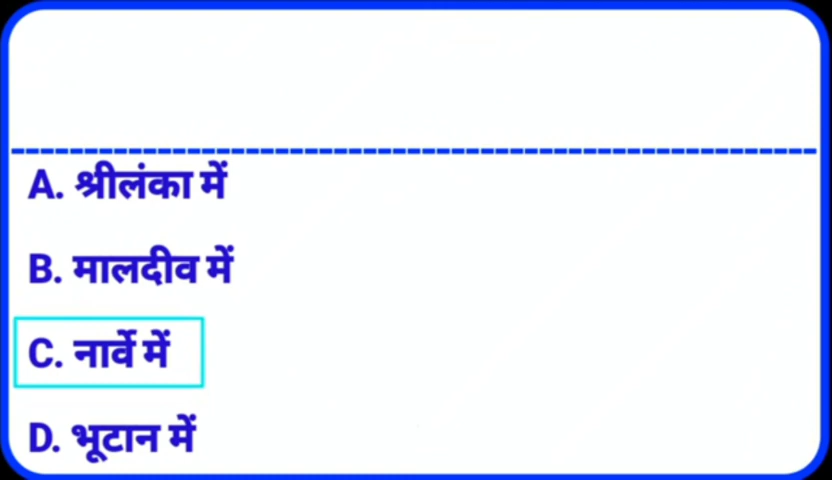 A. श्रीलंका में
B. मालदीव में
C. नार्वे में
D. भूटान में